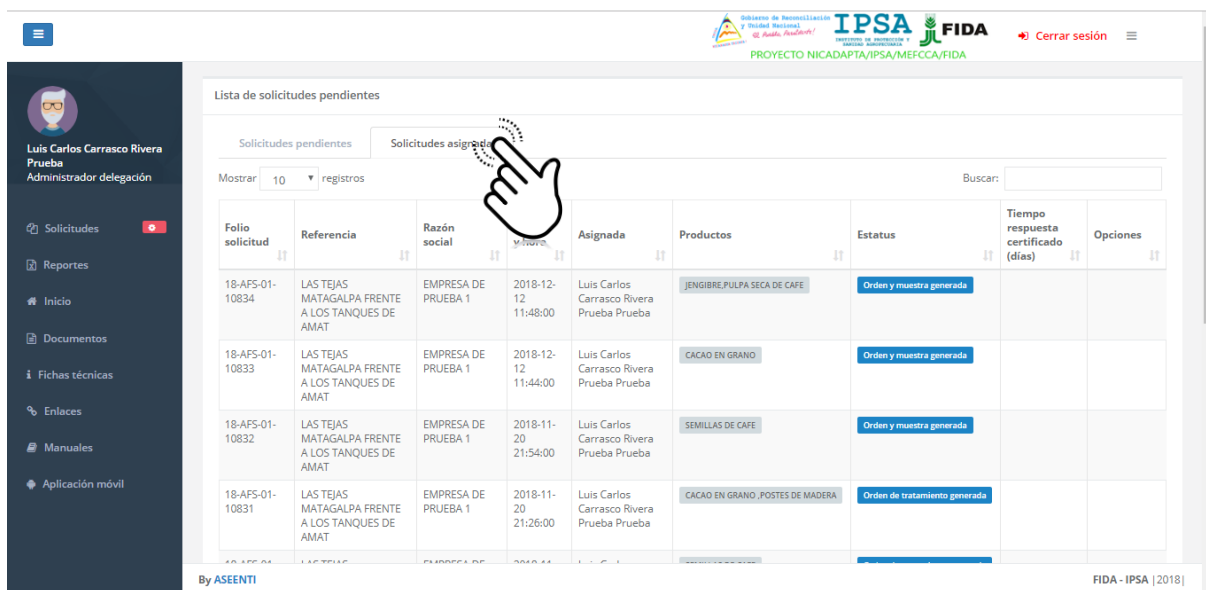 Gobierno de Reconciliación
y Unidad Nacional
El Pueblo, Presidente!
IPSA
INSTITUTO DE PROTECCIÓN Y
SANIDAD AGROPECUARIA
FIDA
PROYECTO NICADAPTA/IPSA/MEFCCA/FIDA
Cerrar sesión
Luis Carlos Carrasco Rivera
Prueba
Administrador delegación
Solicitudes
Reportes
Inicio
Documentos
Fichas técnicas
Enlaces
Manuales
Aplicación móvil
Lista de solicitudes pendientes
Solicitudes pendientes
Solicitudes asignada
Mostrar 10 registros
Buscar:
Folio
solicitud
Referencia
Razón
social
y hora
Asignada
Productos
Estatus
Tiempo
respuesta
certificado
(días)
Opciones
18-AFS-01-
10834
LAS TEJAS
MATAGALPA FRENTE
A LOS TANQUES DE
AMAT
EMPRESA DE
PRUEBA 1
2018-12-
12
11:48:00
Luis Carlos
Carrasco Rivera
Prueba Prueba
JENGIBRE,PULPA SECA DE CAFE
Orden y muestra generada
18-AFS-01-
10833
LAS TEJAS
MATAGALPA FRENTE
A LOS TANQUES DE
AMAT
EMPRESA DE
PRUEBA 1
2018-12-
12
11:44:00
Luis Carlos
Carrasco Rivera
Prueba Prueba
CACAO EN GRANO
Orden y muestra generada
18-AFS-01-
10832
LAS TEJAS
MATAGALPA FRENTE
A LOS TANQUES DE
AMAT
EMPRESA DE
PRUEBA 1
2018-11-
20
21:54:00
Luis Carlos
Carrasco Rivera
Prueba Prueba
SEMILLAS DE CAFE
Orden y muestra generada
18-AFS-01-
10831
LAS TEJAS
MATAGALPA FRENTE
A LOS TANQUES DE
AMAT
EMPRESA DE
PRUEBA 1
2018-11-
20
21:26:00
Luis Carlos
Carrasco Rivera
Prueba Prueba
CACAO EN GRANO ,POSTES DE MADERA
Orden de tratamiento generada
By ASEENTI
FIDA - IPSA |2018|